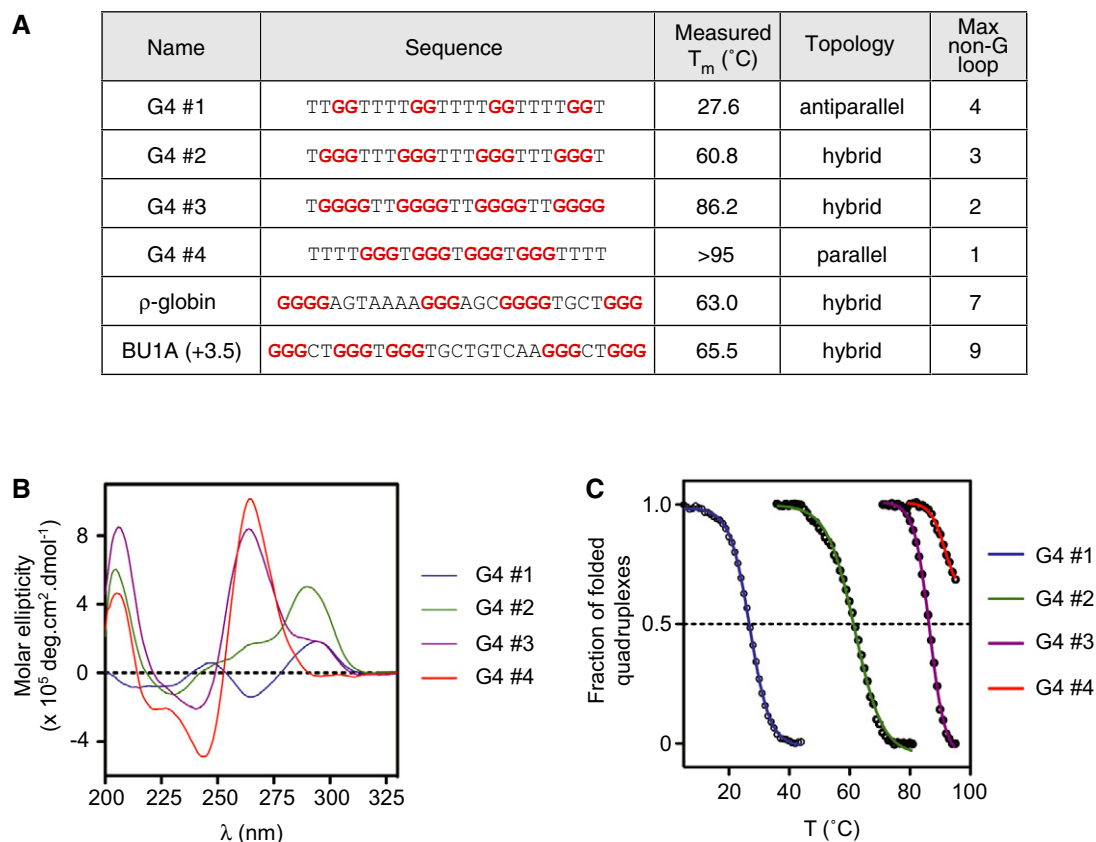 A
Name Sequence Measured Tm (˚C) Topology Max non-G loop
G4 #1 TTGGTTTTGGTTTTGGTTTTGGT 27.6 antiparallel 4
G4 #2 TGGGTTTGGGTTTGGGTTTGGGT 60.8 hybrid 3
G4 #3 TGGGGTTGGGGTTGGGGTTGGGG 86.2 hybrid 2
G4 #4 TTTTGGGTGGGTGGGTGGGTTTT >95 parallel 1
ρ-globin GGGGAGTAAAAGGGAGCGGGGTGCTGGG 63.0 hybrid 7
BU1A (+3.5) GGGCTGGGTGGGTGCTGTCAAGGGCTGGG 65.5 hybrid 9
B
Molar ellipticity
(x 10⁵ deg.cm².dmol⁻¹)
8
4
0
−4
200 225 250 275 300 325
λ (nm)
G4 #1
G4 #2
G4 #3
G4 #4
C
Fraction of folded
quadruplexes
1.0
0.5
0
20 40 60 80 100
T (˚C)
G4 #1
G4 #2
G4 #3
G4 #4